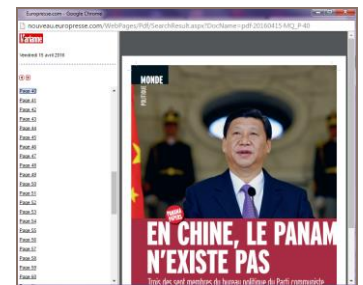 Europresse.com - Google Chrome
nouveau.europresse.com/WebPages/Pdf/SearchResult.aspx?DocName=pdf·20160415·MQ_P·40
Marianne
Vendredi 15 avril 2016
Page 40
Page 41
Page 42
Page 43
Page 44
Page 45
Page 46
Page 47
Page 48
Page 49
Page 50
Page 51
Page 52
Page 53
Page 54
Page 55
Page 56
Page 57
Page 58
Page 59
Page 60
MONDE
POLITIQUE
PANAMA
PAPERS
EN CHINE, LE PANAM
N'EXISTE PAS
Trois des sept membres du bureau politique du Parti communiste